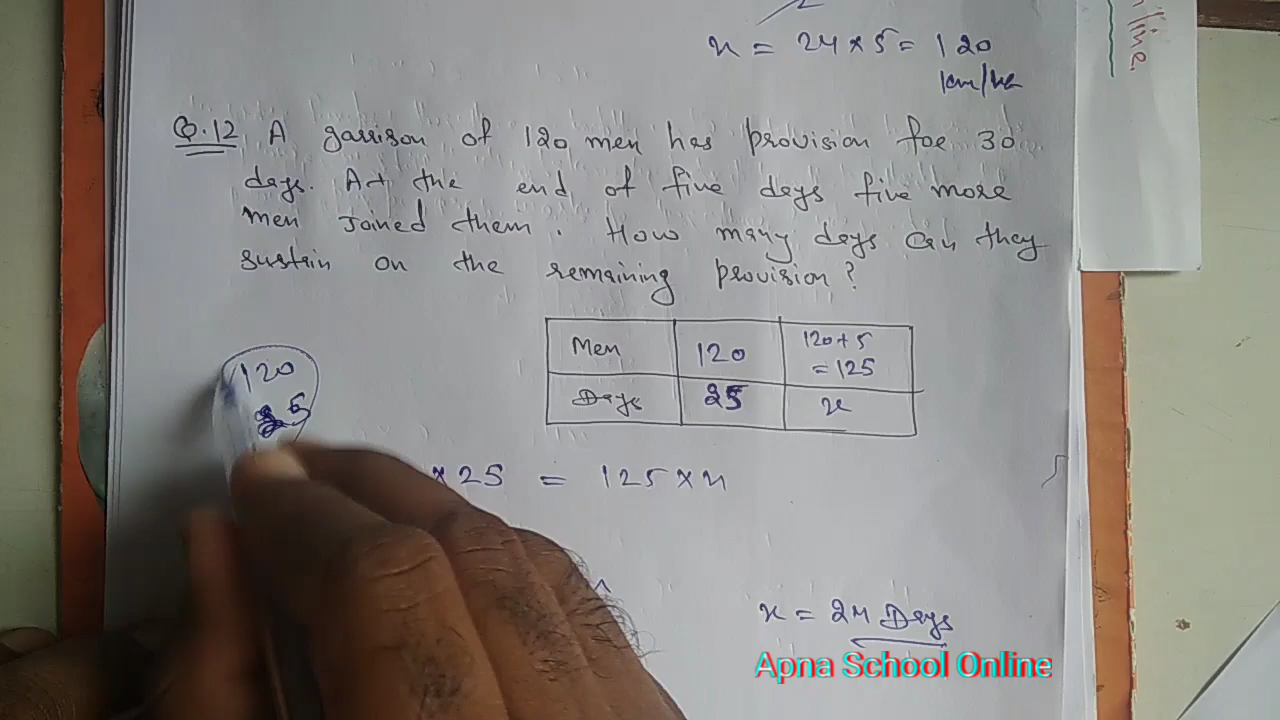 x = 24 × 5 = 120
km/hr
line.
Q.12 A garrison of 120 men has provision for 30
days. At the end of five days five more
men joined them. How many days can they
sustain on the remaining provision?
Men 120 120+5
= 125
Days 25 x
120
5
× 25 = 125 × x
x = 24 Days
Apna School Online